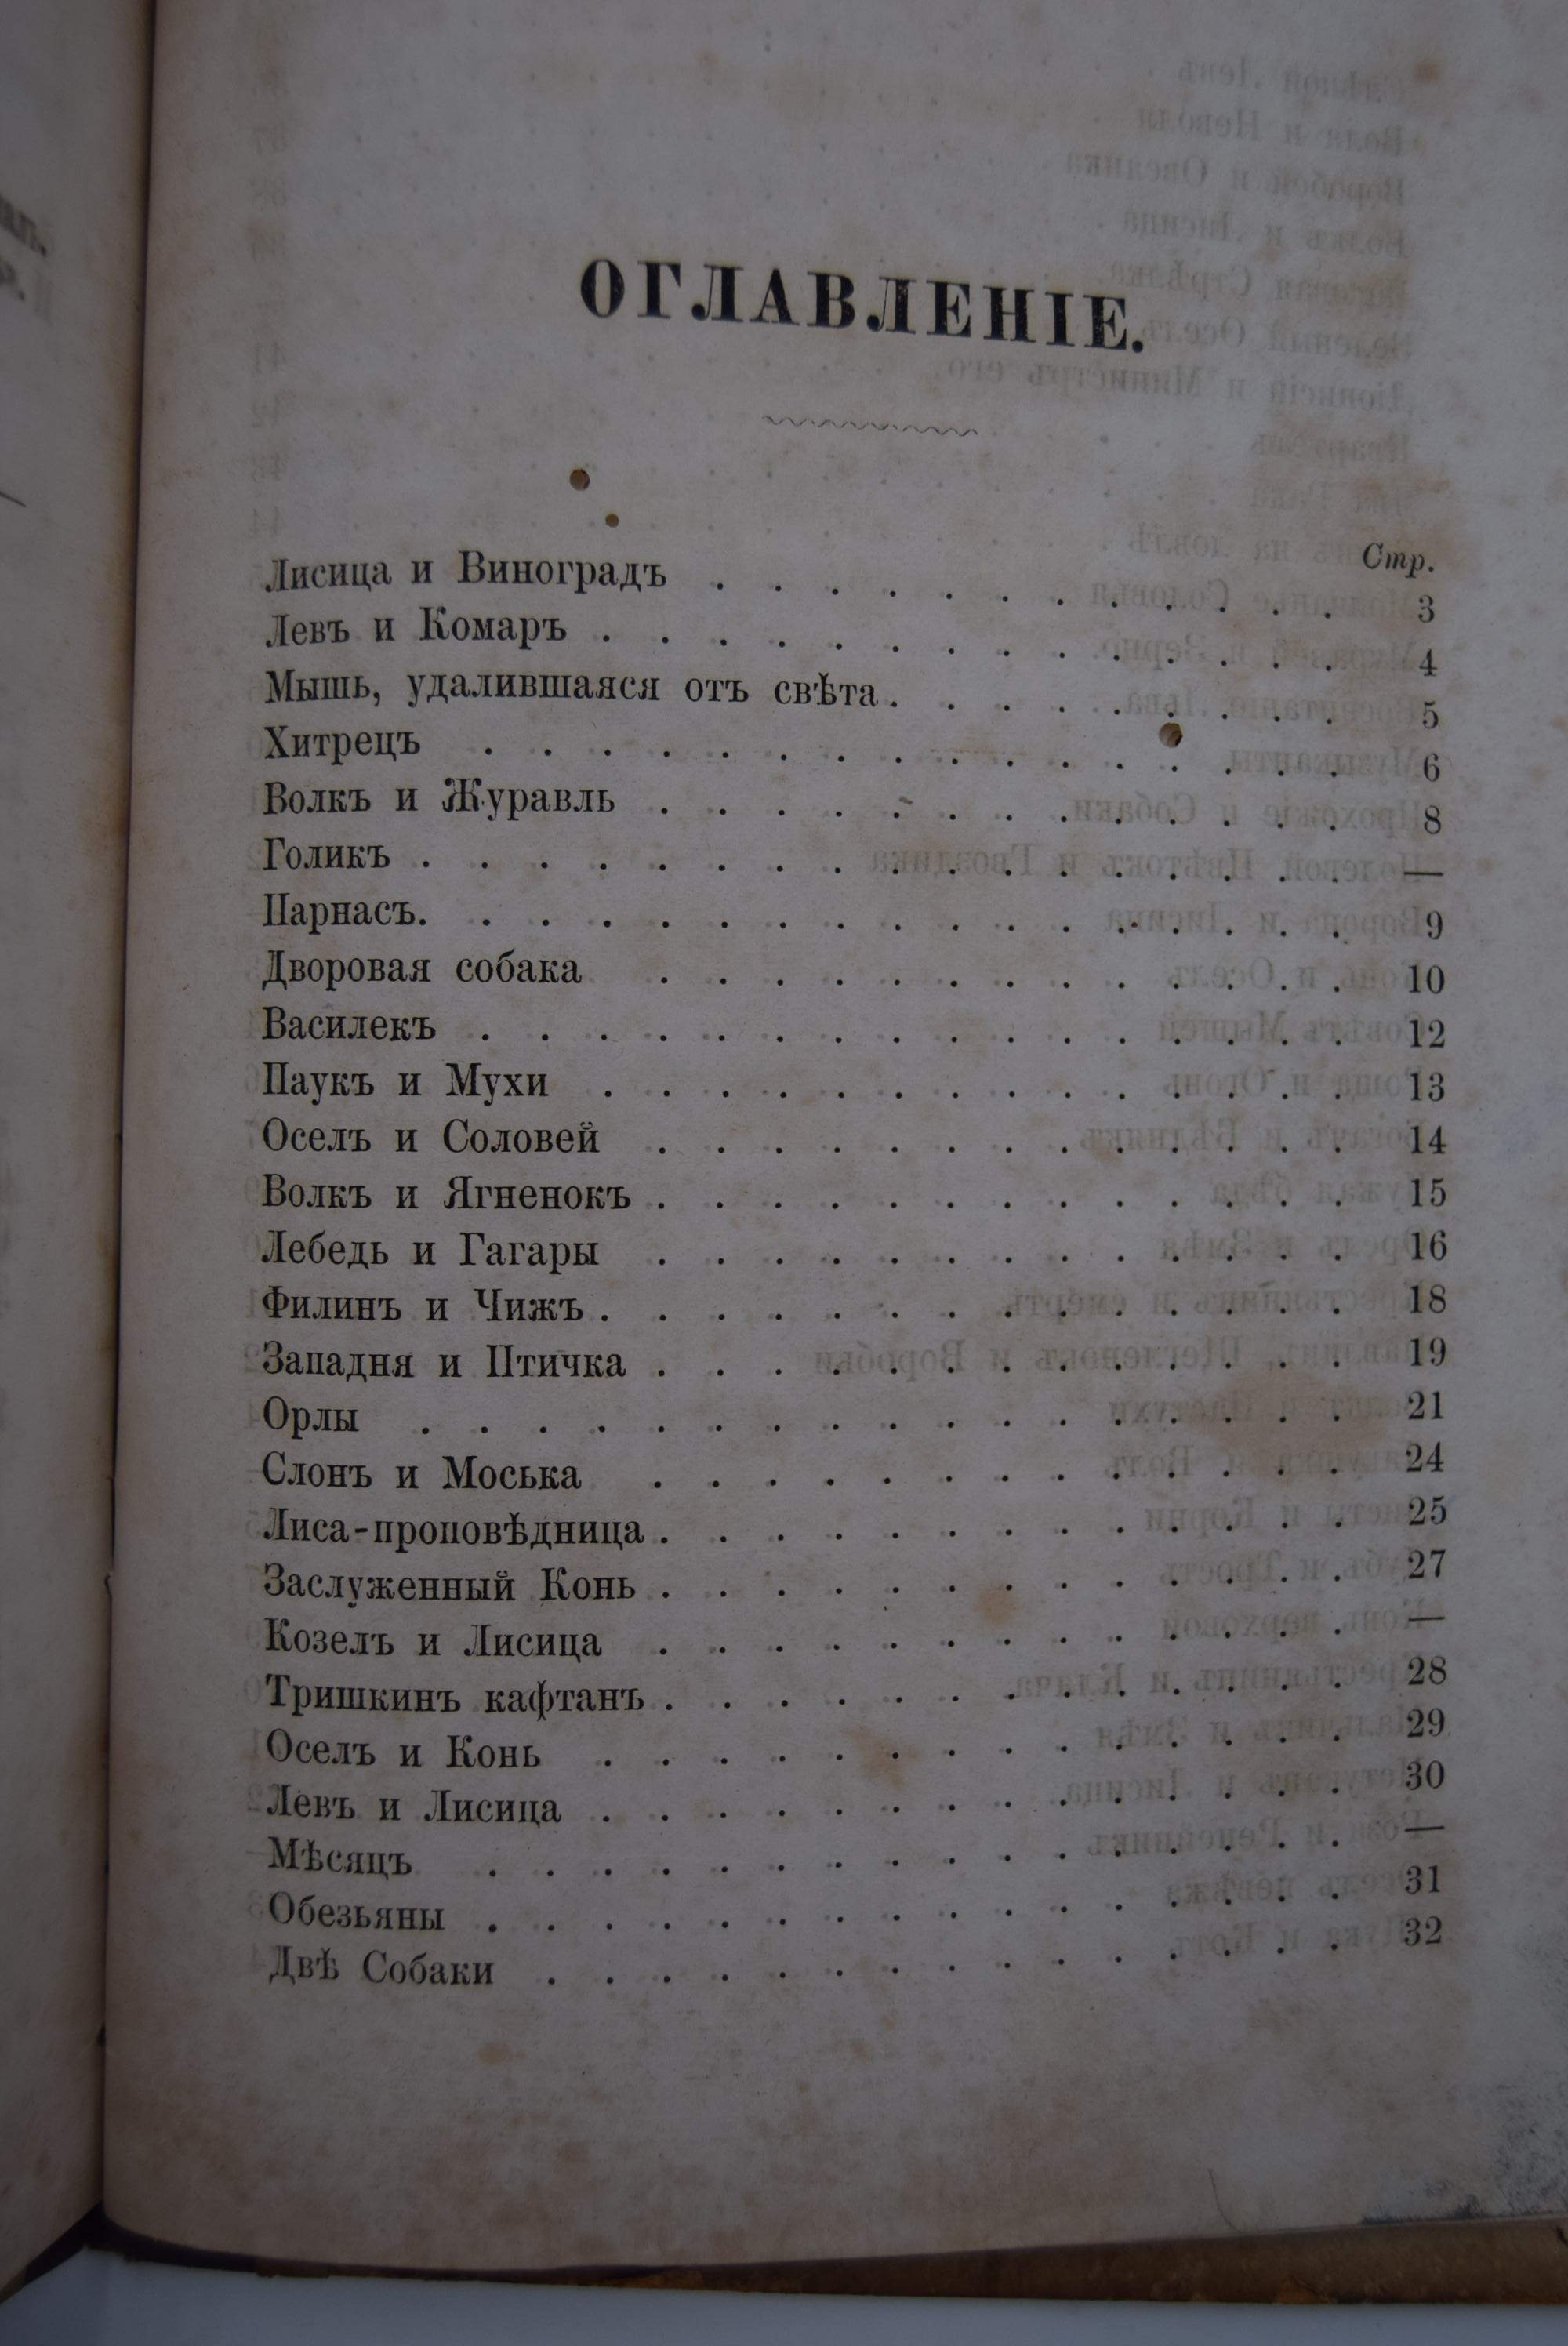 ОГЛАВЛЕНІЕ.
Стр.
Лисица и Виноградъ . . . . . . . . . . . . 3
Левъ и Комаръ . . . . . . . . . . . . . . 4
Мышь, удалившаяся отъ свѣта . . . . . . . . . 5
Хитрецъ . . . . . . . . . . . . . . . . 6
Волкъ и Журавль . . . . . . . . . . . . . 8
Голикъ . . . . . . . . . . . . . . . . . —
Парнасъ. . . . . . . . . . . . . . . . . 9
Дворовая собака . . . . . . . . . . . . . 10
Василекъ . . . . . . . . . . . . . . . . 12
Паукъ и Мухи . . . . . . . . . . . . . . 13
Оселъ и Соловей . . . . . . . . . . . . . 14
Волкъ и Ягненокъ . . . . . . . . . . . . . 15
Лебедь и Гагары . . . . . . . . . . . . . 16
Филинъ и Чижъ . . . . . . . . . . . . . . 18
Западня и Птичка . . . . . . . . . . . . . 19
Орлы . . . . . . . . . . . . . . . . . 21
Слонъ и Моська . . . . . . . . . . . . . 24
Лиса-проповѣдница . . . . . . . . . . . . . 25
Заслуженный Конь . . . . . . . . . . . . . 27
Козелъ и Лисица . . . . . . . . . . . . . —
Тришкинъ кафтанъ . . . . . . . . . . . . . 28
Оселъ и Конь . . . . . . . . . . . . . . 29
Левъ и Лисица . . . . . . . . . . . . . . 30
Мѣсяцъ . . . . . . . . . . . . . . . . —
Обезьяны . . . . . . . . . . . . . . . . 31
Двѣ Собаки . . . . . . . . . . . . . . . 32